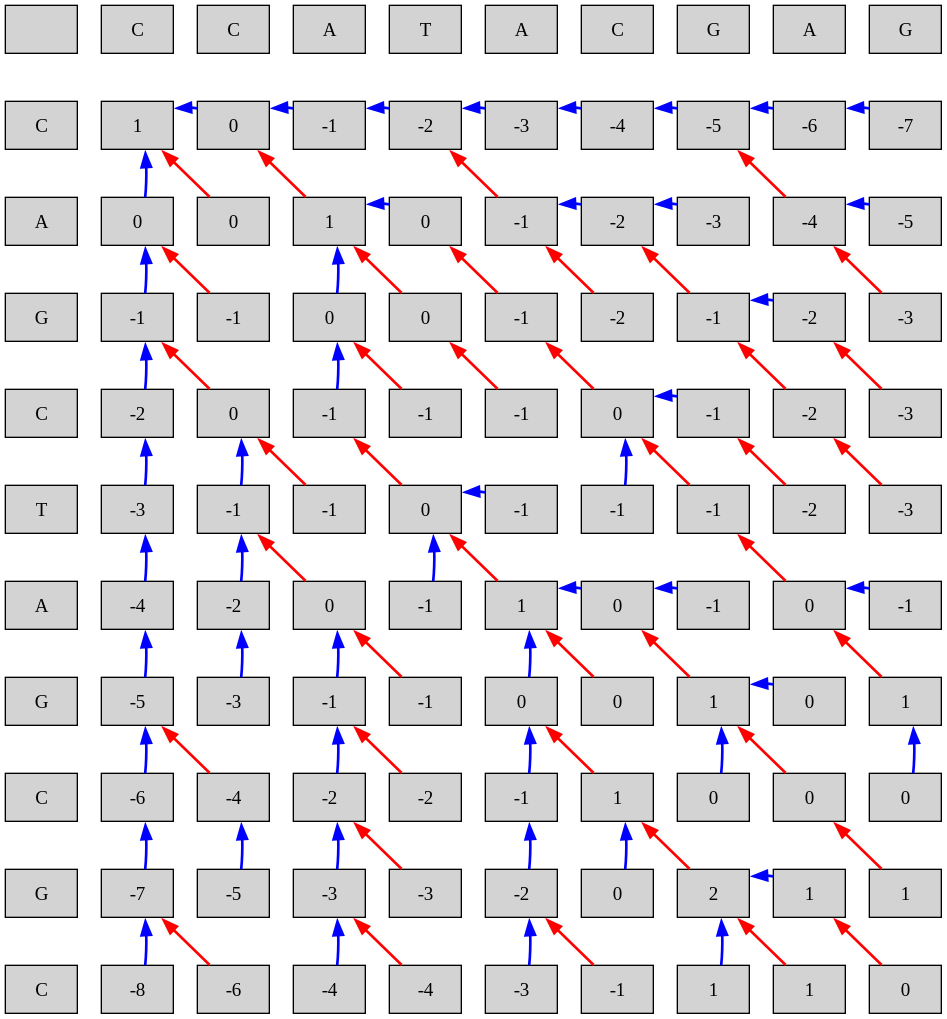 C C A T A C G A G
C 1 0 -1 -2 -3 -4 -5 -6 -7
A 0 0 1 0 -1 -2 -3 -4 -5
G -1 -1 0 0 -1 -2 -1 -2 -3
C -2 0 -1 -1 -1 0 -1 -2 -3
T -3 -1 -1 0 -1 -1 -1 -2 -3
A -4 -2 0 -1 1 0 -1 0 -1
G -5 -3 -1 -1 0 0 1 0 1
C -6 -4 -2 -2 -1 1 0 0 0
G -7 -5 -3 -3 -2 0 2 1 1
C -8 -6 -4 -4 -3 -1 1 1 0